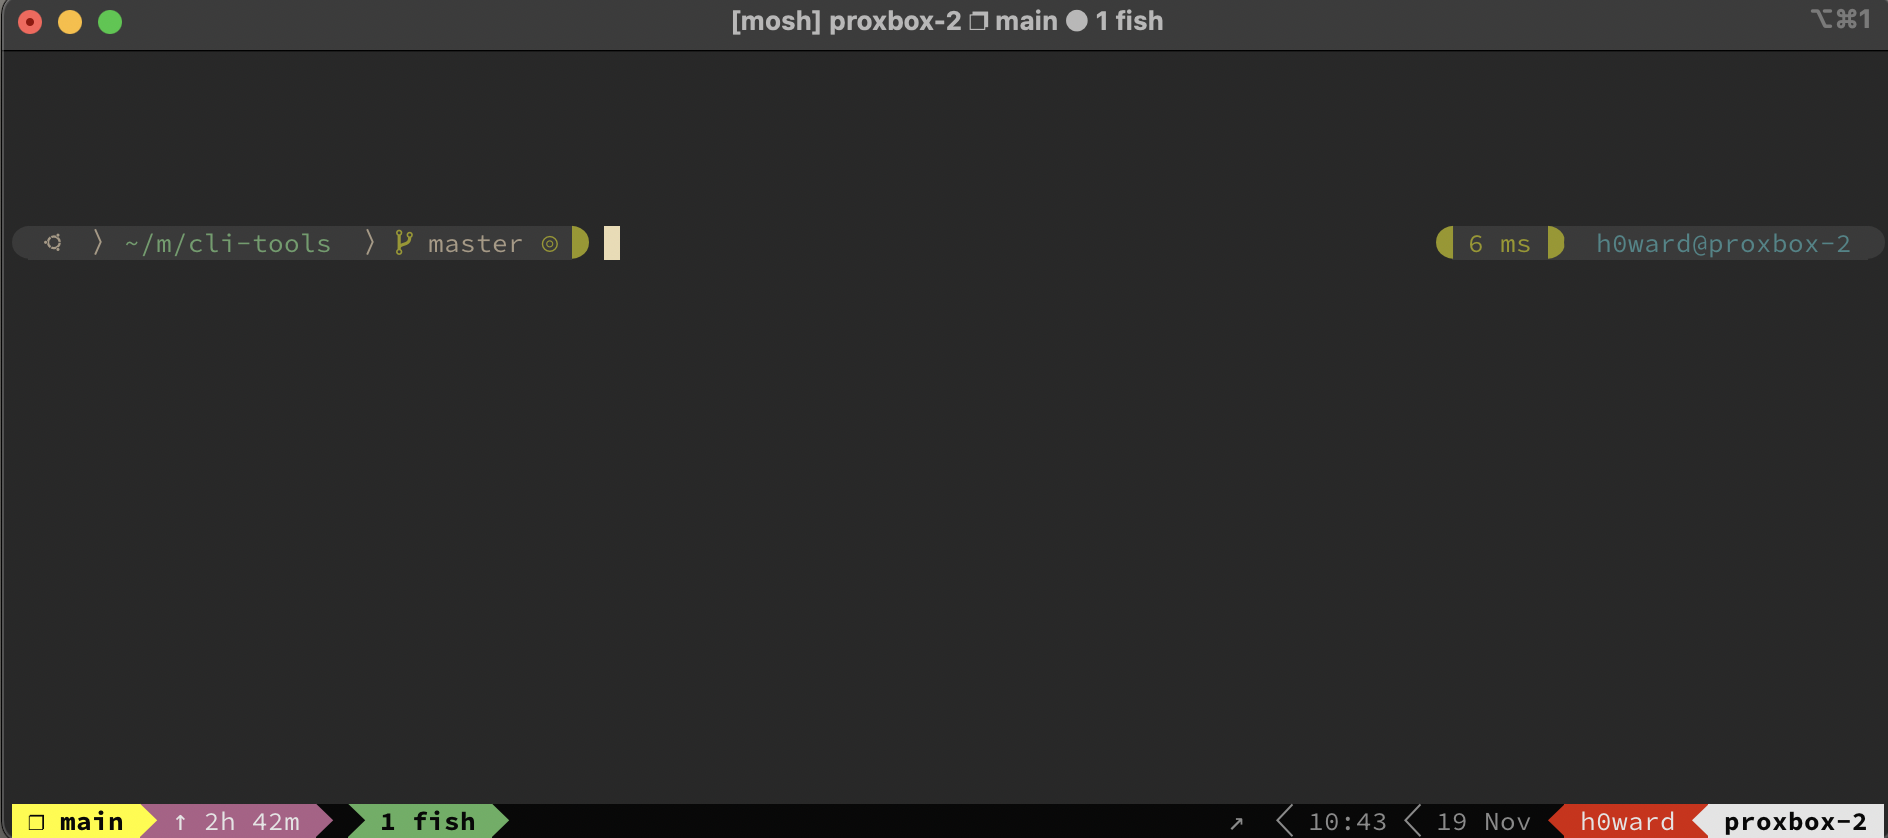 [mosh] proxbox-2 ❐ main ● 1 fish ⌥⌘1
~/m/cli-tools 〉 master ◎ 6 ms h0ward@proxbox-2
❐ main ↑ 2h 42m 1 fish ↗ 10:43 19 Nov h0ward proxbox-2